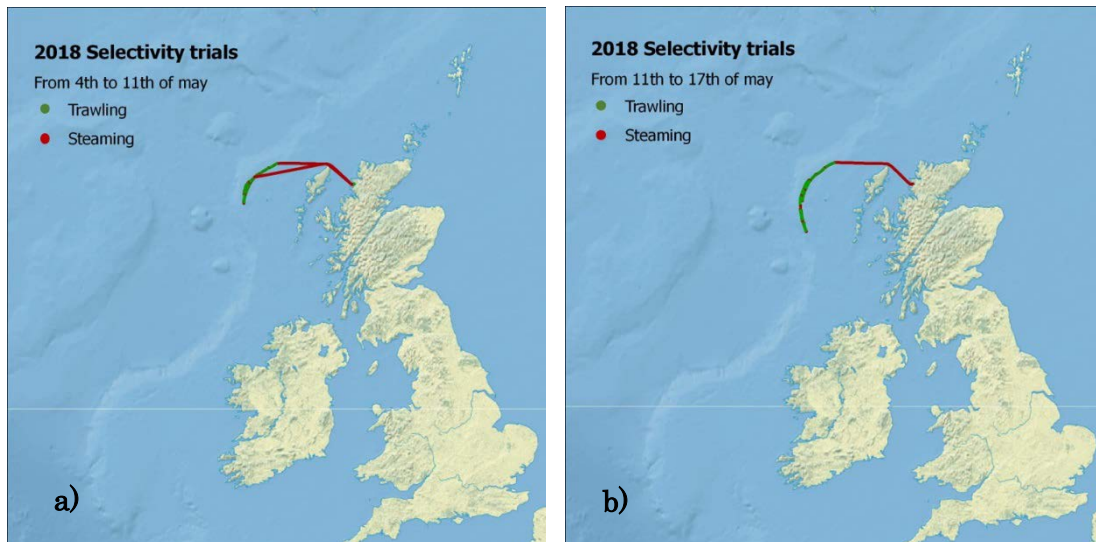 2018 Selectivity trials
From 4th to 11th of may
Trawling
Steaming
a)
2018 Selectivity trials
From 11th to 17th of may
Trawling
Steaming
b)